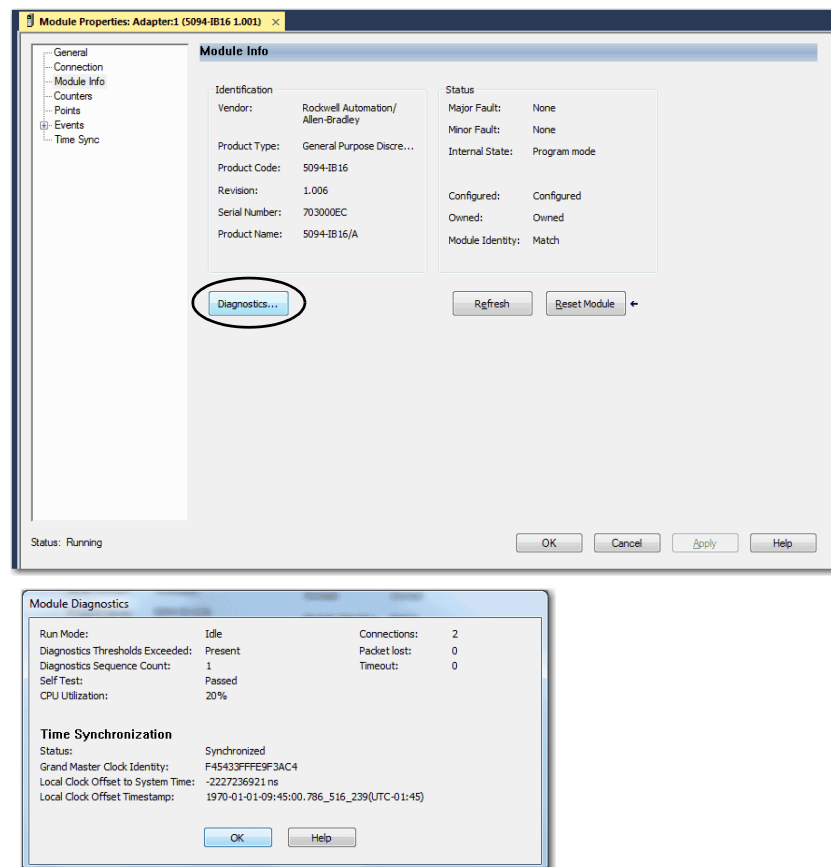 Module Properties: Adapter:1 (5094-IB16 1.001) ×
General
Connection
Module Info
Counters
Points
Events
Time Sync
Module Info
Identification
Vendor: Rockwell Automation/
Allen-Bradley
Product Type: General Purpose Discre...
Product Code: 5094-IB16
Revision: 1.006
Serial Number: 703000EC
Product Name: 5094-IB16/A
Status
Major Fault: None
Minor Fault: None
Internal State: Program mode
Configured: Configured
Owned: Owned
Module Identity: Match
Diagnostics...
Refresh
Reset Module
Status: Running
OK
Cancel
Apply
Help
Module Diagnostics
Run Mode: Idle
Diagnostics Thresholds Exceeded: Present
Diagnostics Sequence Count: 1
Self Test: Passed
CPU Utilization: 20%
Connections: 2
Packet lost: 0
Timeout: 0
Time Synchronization
Status: Synchronized
Grand Master Clock Identity: F45433FFFE9F3AC4
Local Clock Offset to System Time: -2227236921 ns
Local Clock Offset Timestamp: 1970-01-01-09:45:00.786_516_239(UTC-01:45)
OK
Help